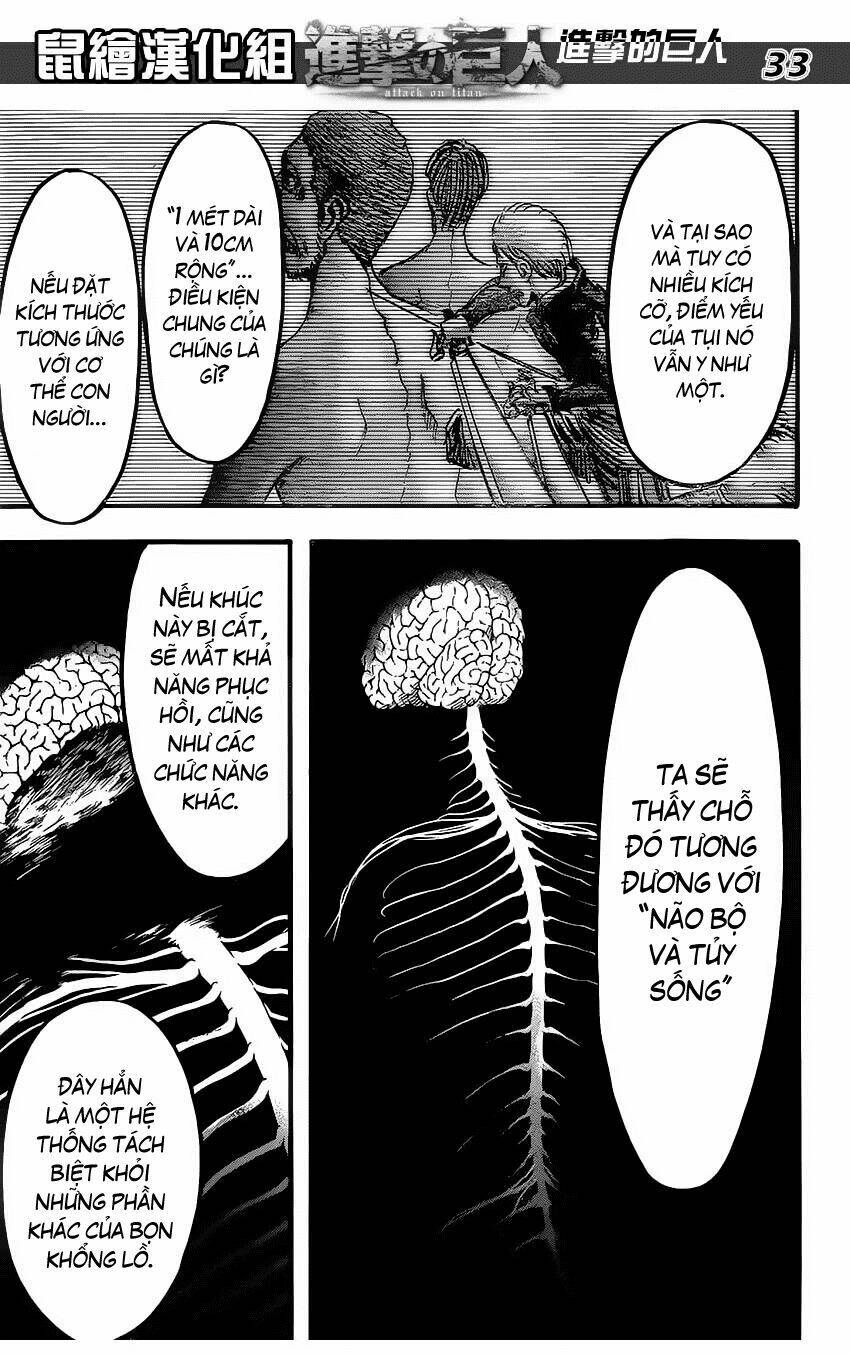 鼠繪漢化組
進撃の巨人
attack on titan
進擊的巨人
33
VÀ TẠI SAO
MÀ TUY CÓ
NHIỀU KÍCH
CỠ, ĐIỂM YẾU
CỦA TỤI NÓ
VẪN Y NHƯ
MỘT.
"1 MÉT DÀI
VÀ 10CM
RỘNG"...
ĐIỀU KIỆN
CHUNG CỦA
CHÚNG LÀ
GÌ?
NẾU ĐẶT
KÍCH THƯỚC
TƯƠNG ỨNG
VỚI CƠ
THỂ CON
NGƯỜI...
TA SẼ
THẤY CHỖ
ĐÓ TƯƠNG
ĐƯƠNG VỚI
"NÃO BỘ
VÀ TỦY
SỐNG"
NẾU KHÚC
NÀY BỊ CẮT,
SẼ MẤT KHẢ
NĂNG PHỤC
HỒI, CŨNG
NHƯ CÁC
CHỨC NĂNG
KHÁC.
ĐÂY HẲN
LÀ MỘT HỆ
THỐNG TÁCH
BIỆT KHỎI
NHỮNG PHẦN
KHÁC CỦA BỌN
KHỔNG LỒ.